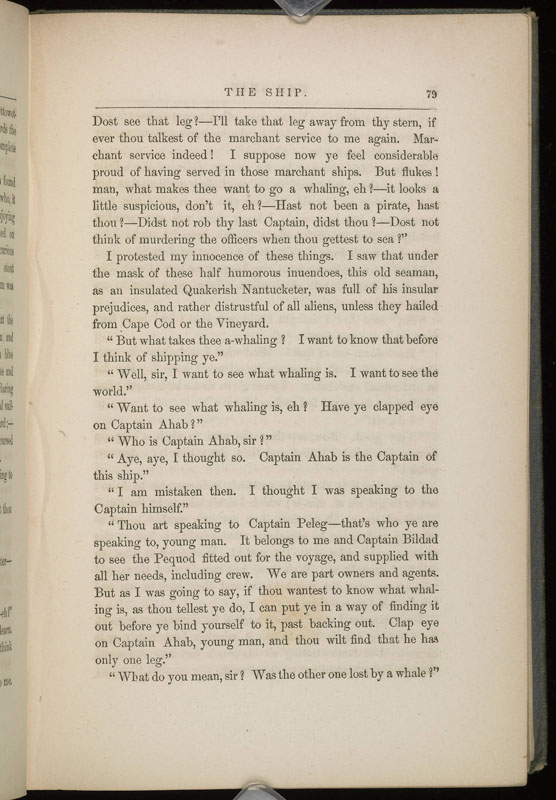 THE SHIP. 79
Dost see that leg?—I'll take that leg away from thy stern, if
ever thou talkest of the marchant service to me again. Mar-
chant service indeed! I suppose now ye feel considerable
proud of having served in those marchant ships. But flukes!
man, what makes thee want to go a whaling, eh?—it looks a
little suspicious, don't it, eh?—Hast not been a pirate, hast
thou?—Didst not rob thy last Captain, didst thou?—Dost not
think of murdering the officers when thou gettest to sea?"
I protested my innocence of these things. I saw that under
the mask of these half humorous inuendoes, this old seaman,
as an insulated Quakerish Nantucketer, was full of his insular
prejudices, and rather distrustful of all aliens, unless they hailed
from Cape Cod or the Vineyard.
"But what takes thee a-whaling? I want to know that before
I think of shipping ye."
"Well, sir, I want to see what whaling is. I want to see the
world."
"Want to see what whaling is, eh? Have ye clapped eye
on Captain Ahab?"
"Who is Captain Ahab, sir?"
"Aye, aye, I thought so. Captain Ahab is the Captain of
this ship."
"I am mistaken then. I thought I was speaking to the
Captain himself."
"Thou art speaking to Captain Peleg—that's who ye are
speaking to, young man. It belongs to me and Captain Bildad
to see the Pequod fitted out for the voyage, and supplied with
all her needs, including crew. We are part owners and agents.
But as I was going to say, if thou wantest to know what whal-
ing is, as thou tellest ye do, I can put ye in a way of finding it
out before ye bind yourself to it, past backing out. Clap eye
on Captain Ahab, young man, and thou wilt find that he has
only one leg."
"What do you mean, sir? Was the other one lost by a whale?"